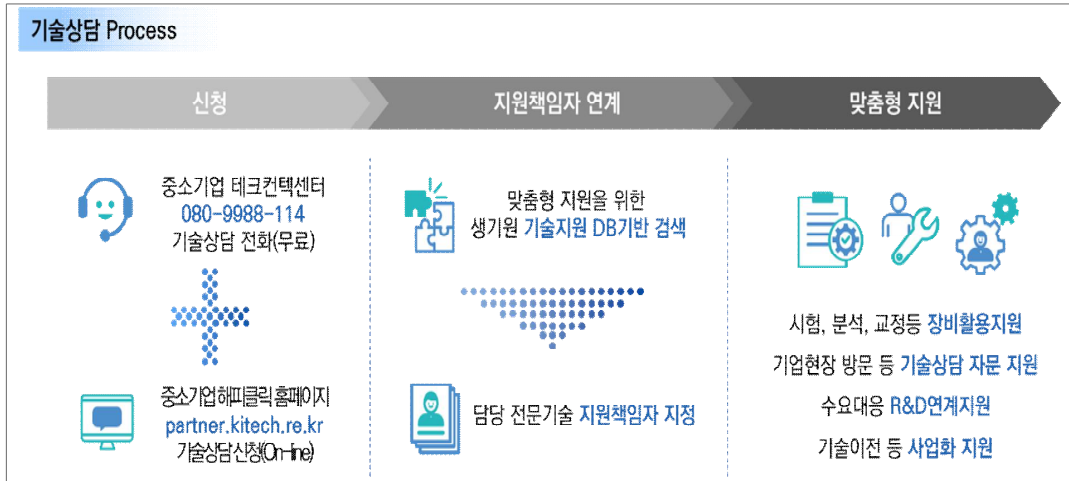 기술상담 Process
신청
지원책임자 연계
맞춤형 지원
중소기업 테크컨텍센터
080-9988-114
기술상담 전화(무료)
중소기업해피클릭홈페이지
partner.kitech.re.kr
기술상담신청(On-line)
맞춤형 지원을 위한
생기원 기술지원 DB기반 검색
담당 전문기술 지원책임자 지정
시험, 분석, 교정등 장비활용지원
기업현장 방문 등 기술상담 자문 지원
수요대응 R&D연계지원
기술이전 등 사업화 지원